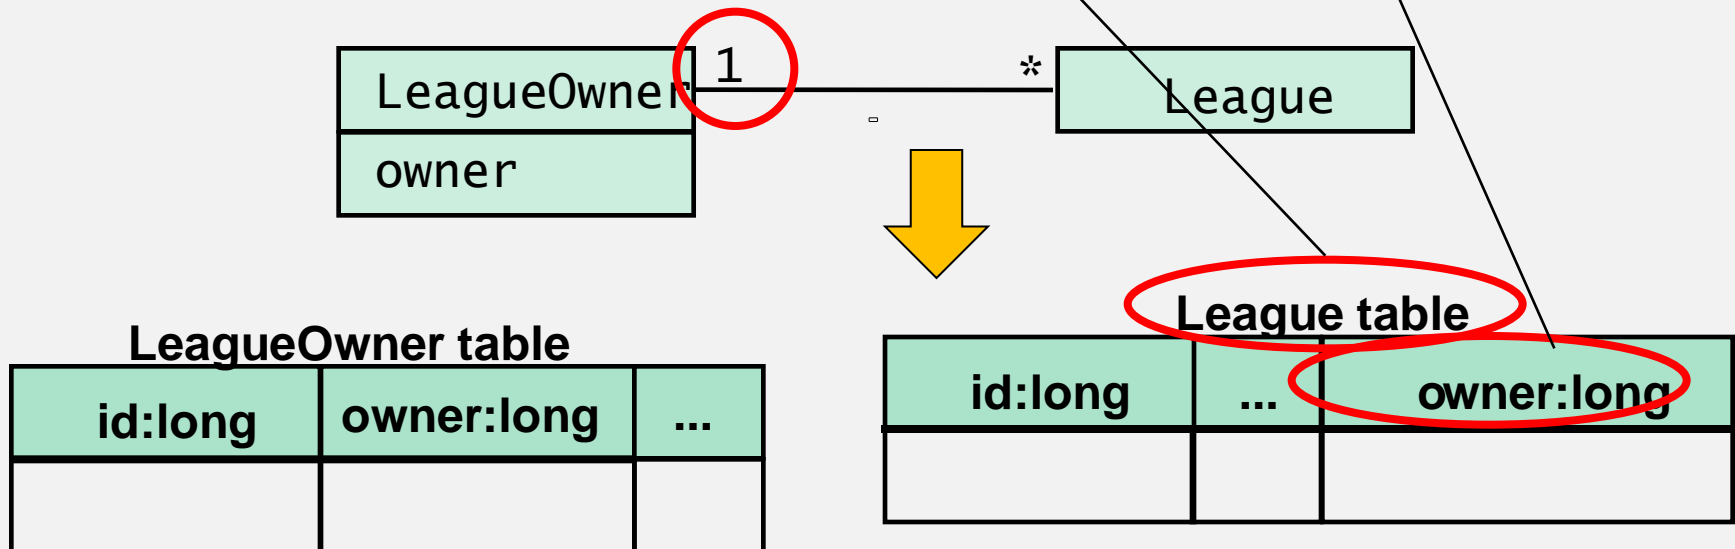 LeagueOwner
1
*
League
owner
LeagueOwner table
id:long
owner:long
...
League table
id:long
...
owner:long